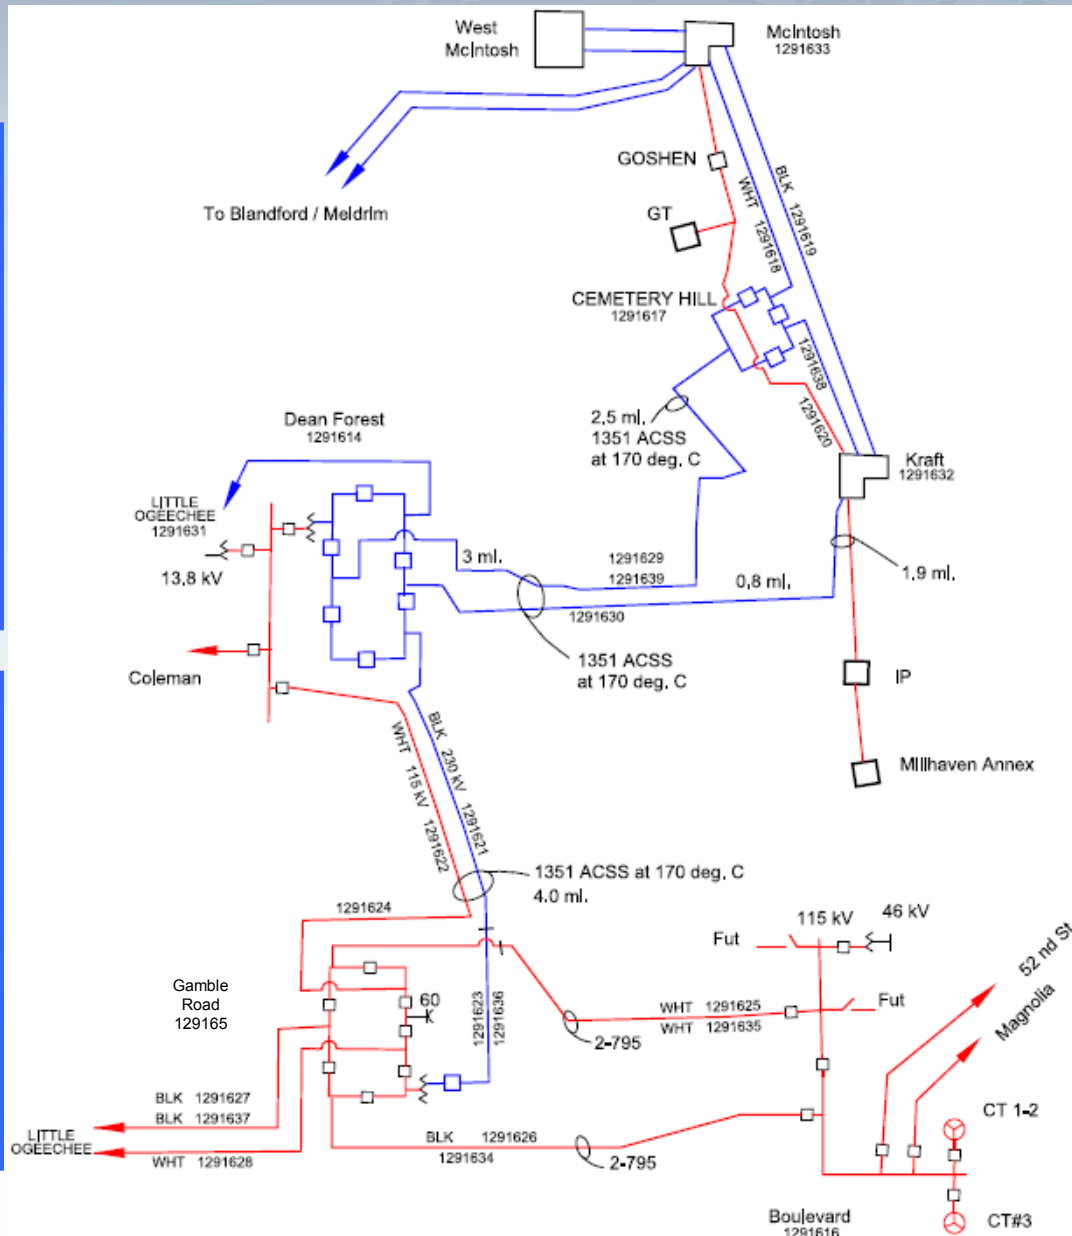 West
McIntosh
McIntosh
1291633
GOSHEN
GT
To Blandford / Meldrim
WHT 1291618
BLK 1291619
CEMETERY HILL
1291617
1291638
1291620
2.5 mi.
1351 ACSS
at 170 deg. C
Dean Forest
1291614
Kraft
1291632
LITTLE
OGEECHEE
1291631
13.8 kV
3 mi.
1291629
1291639
0.8 mi.
1.9 mi.
1291630
1351 ACSS
at 170 deg. C
Coleman
IP
Millhaven Annex
WHT 115 kV 1291622
BLK 230 kV 1291621
1351 ACSS at 170 deg. C
4.0 mi.
1291624
115 kV
46 kV
Fut
52 nd St
Gamble
Road
129165
60
1291623
1291636
WHT 1291625
WHT 1291635
Fut
Magnolia
2-795
BLK 1291627
BLK 1291637
LITTLE
OGEECHEE
WHT 1291628
BLK 1291626
1291634
2-795
CT 1-2
Boulevard
1291616
CT#3